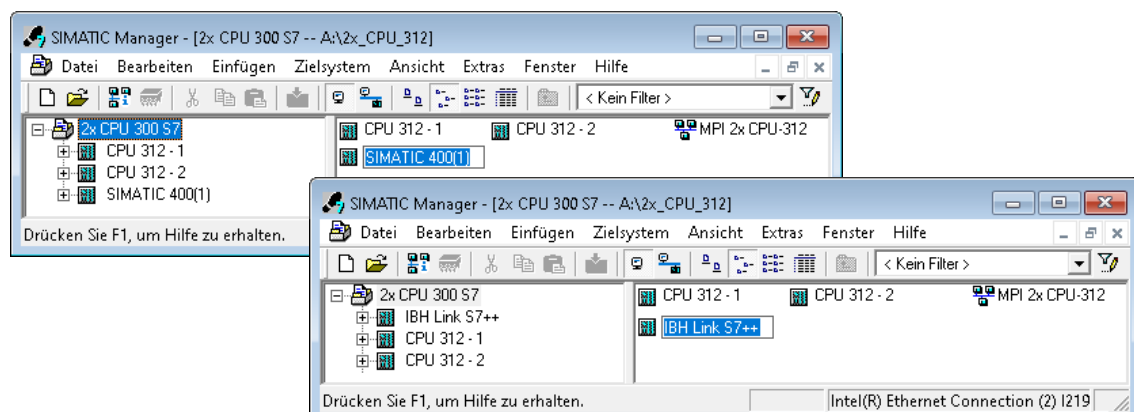 SIMATIC Manager - [2x CPU 300 S7 -- A:\2x_CPU_312]
Datei Bearbeiten Einfügen Zielsystem Ansicht Extras Fenster Hilfe
< Kein Filter >
2x CPU 300 S7
CPU 312 - 1
CPU 312 - 2
SIMATIC 400(1)
CPU 312 - 1 CPU 312 - 2 MPI 2x CPU-312
SIMATIC 400(1)
Drücken Sie F1, um Hilfe zu erhalten.
SIMATIC Manager - [2x CPU 300 S7 -- A:\2x_CPU_312]
Datei Bearbeiten Einfügen Zielsystem Ansicht Extras Fenster Hilfe
< Kein Filter >
2x CPU 300 S7
IBH Link S7++
CPU 312 - 1
CPU 312 - 2
CPU 312 - 1 CPU 312 - 2 MPI 2x CPU-312
IBH Link S7++
Drücken Sie F1, um Hilfe zu erhalten. Intel(R) Ethernet Connection (2) I219